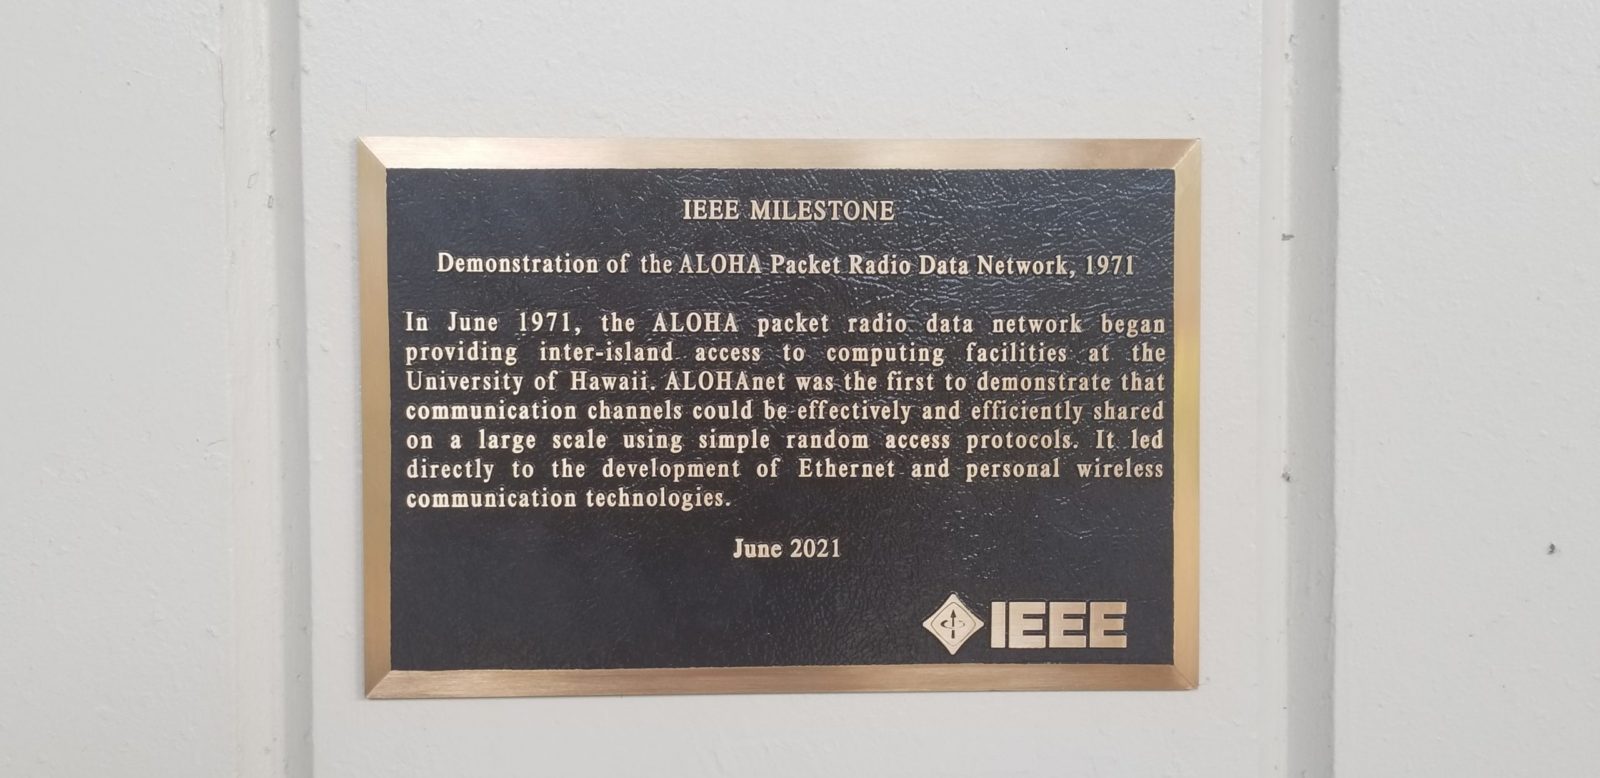 IEEE MILESTONE
Demonstration of the ALOHA Packet Radio Data Network, 1971
In June 1971, the ALOHA packet radio data network began
providing inter-island access to computing facilities at the
University of Hawaii. ALOHAnet was the first to demonstrate that
communication channels could be effectively and efficiently shared
on a large scale using simple random access protocols. It led
directly to the development of Ethernet and personal wireless
communication technologies.
June 2021
IEEE